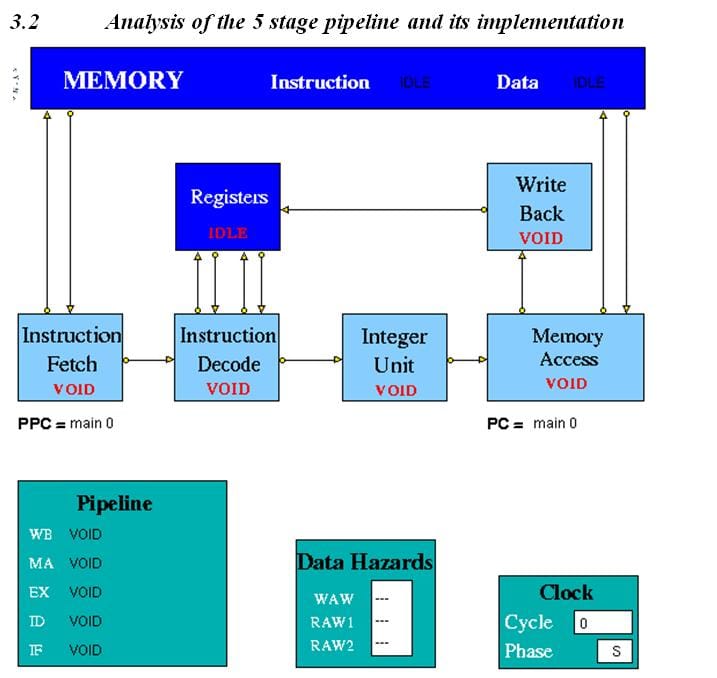 3.2 Analysis of the 5 stage pipeline and its implementation
MEMORY Instruction IDLE Data IDLE
Registers
IDLE
Write
Back
VOID
Instruction
Fetch
VOID
Instruction
Decode
VOID
Integer
Unit
VOID
Memory
Access
VOID
PPC = main 0
PC = main 0
Pipeline
WB VOID
MA VOID
EX VOID
ID VOID
IF VOID
Data Hazards
WAW ---
RAW1 ---
RAW2 ---
Clock
Cycle 0
Phase S